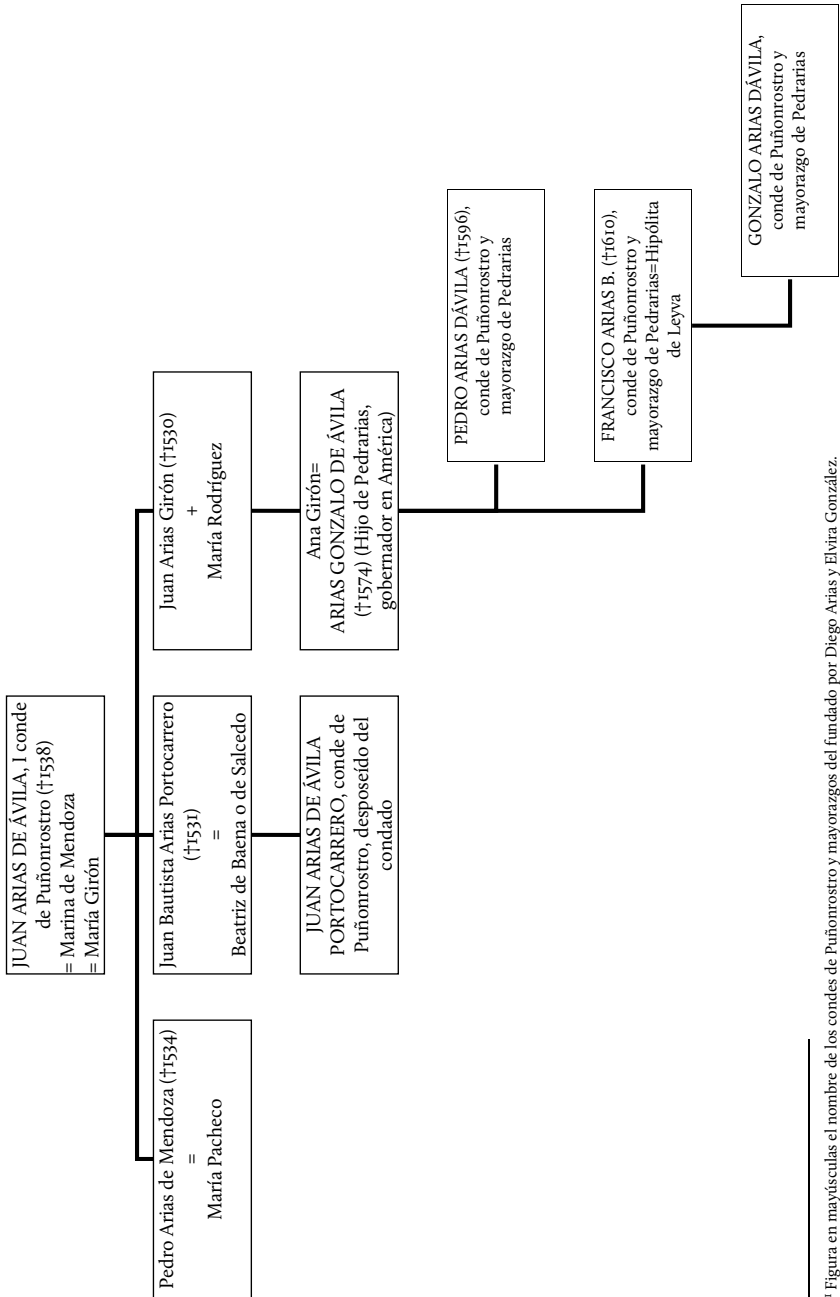 JUAN ARIAS DE ÁVILA, I conde
de Puñonrostro (†1538)
= Marina de Mendoza
= María Girón
Pedro Arias de Mendoza (†1534)
=
María Pacheco
Juan Bautista Arias Portocarrero
(†1531)
=
Beatriz de Baena o de Salcedo
Juan Arias Girón (†1530)
+
María Rodríguez
JUAN ARIAS DE ÁVILA
PORTOCARRERO, conde de
Puñonrostro, desposeído del
condado
Ana Girón=
ARIAS GONZALO DE ÁVILA
(†1574) (Hijo de Pedrarias,
gobernador en América)
PEDRO ARIAS DÁVILA (†1596),
conde de Puñonrostro y
mayorazgo de Pedrarias
FRANCISCO ARIAS B. (†1610),
conde de Puñonrostro y
mayorazgo de Pedrarias=Hipólita
de Leyva
GONZALO ARIAS DÁVILA,
conde de Puñonrostro y
mayorazgo de Pedrarias
¹ Figura en mayúsculas el nombre de los condes de Puñonrostro y mayorazgos del fundado por Diego Arias y Elvira González.